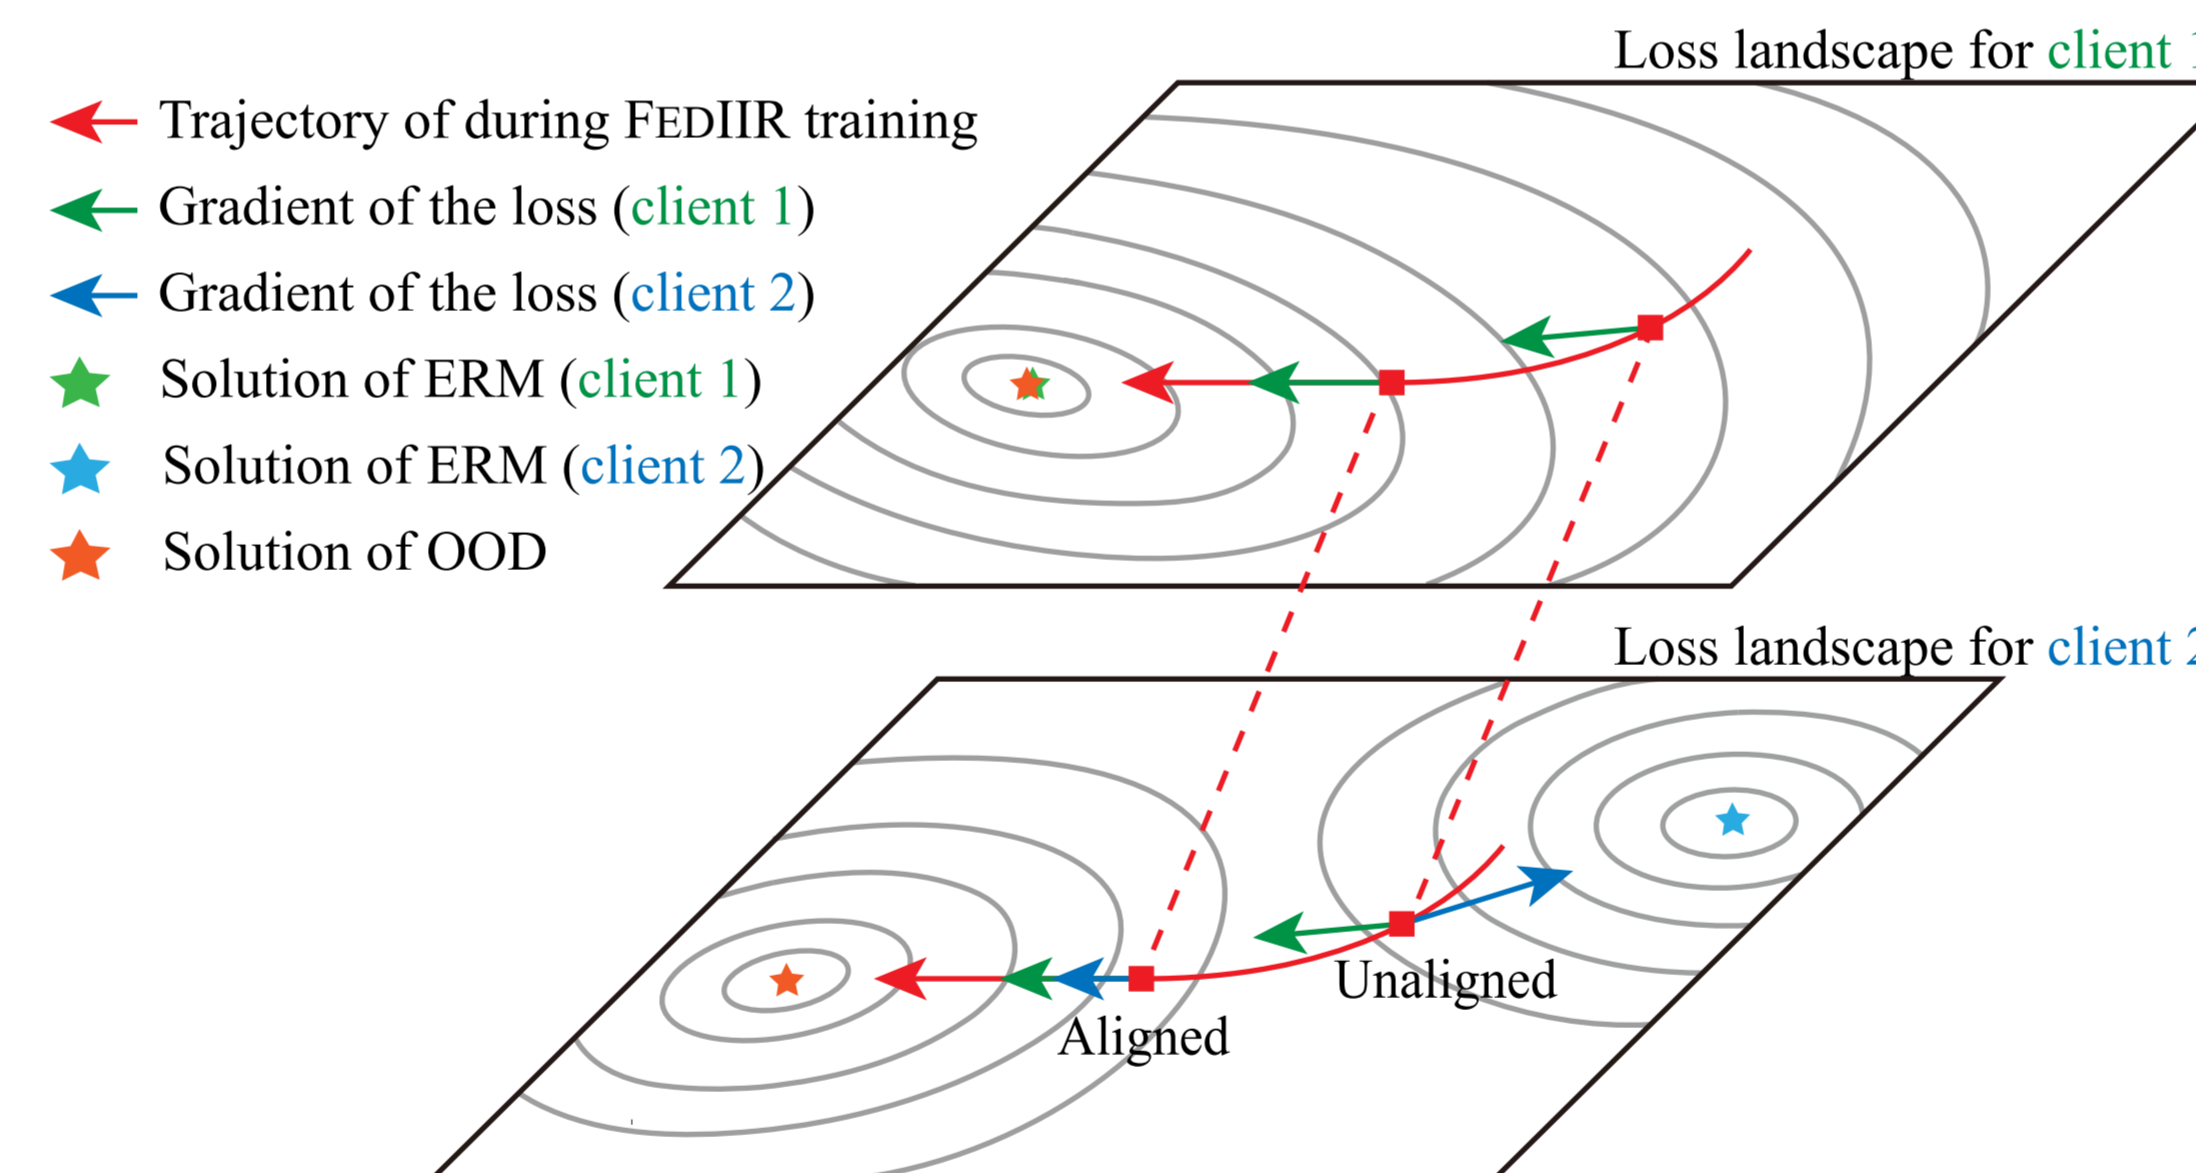 Loss landscape for client 1
Trajectory of during FEDIIR training
Gradient of the loss (client 1)
Gradient of the loss (client 2)
Solution of ERM (client 1)
Solution of ERM (client 2)
Solution of OOD
Loss landscape for client 2
Unaligned
Aligned